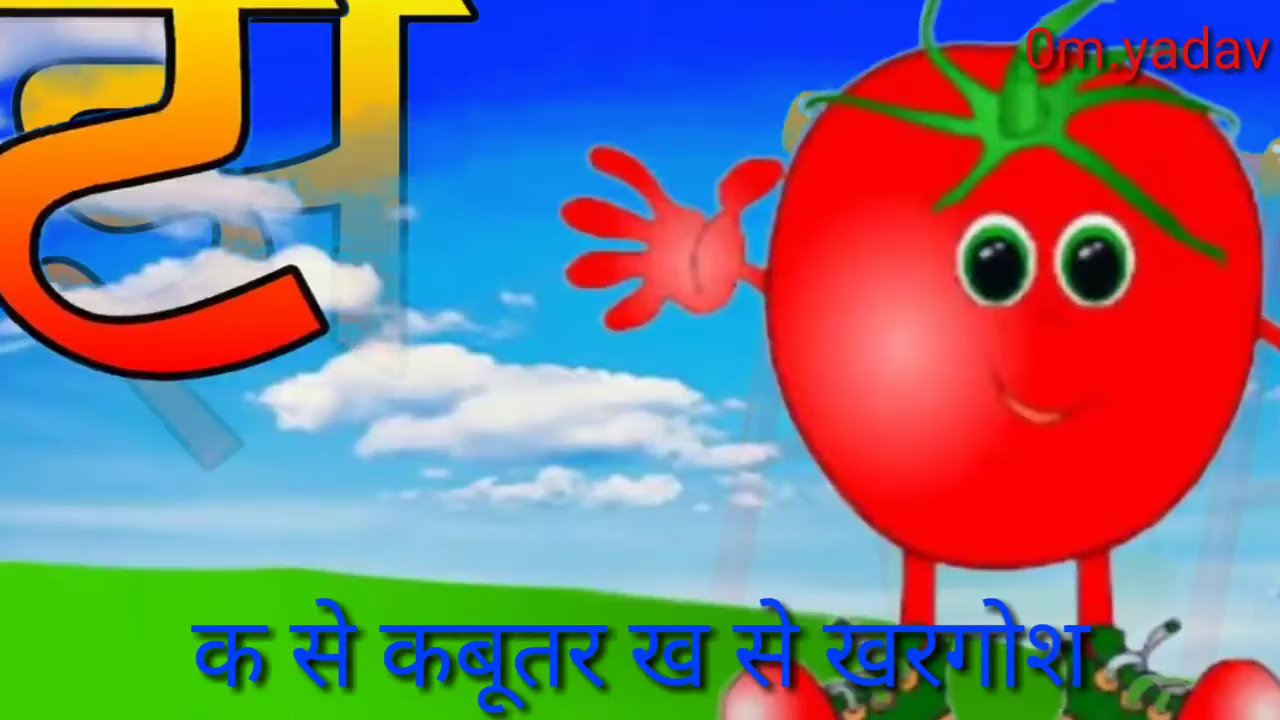 0m.yadav
ट
क से कबूतर ख से खरगोश